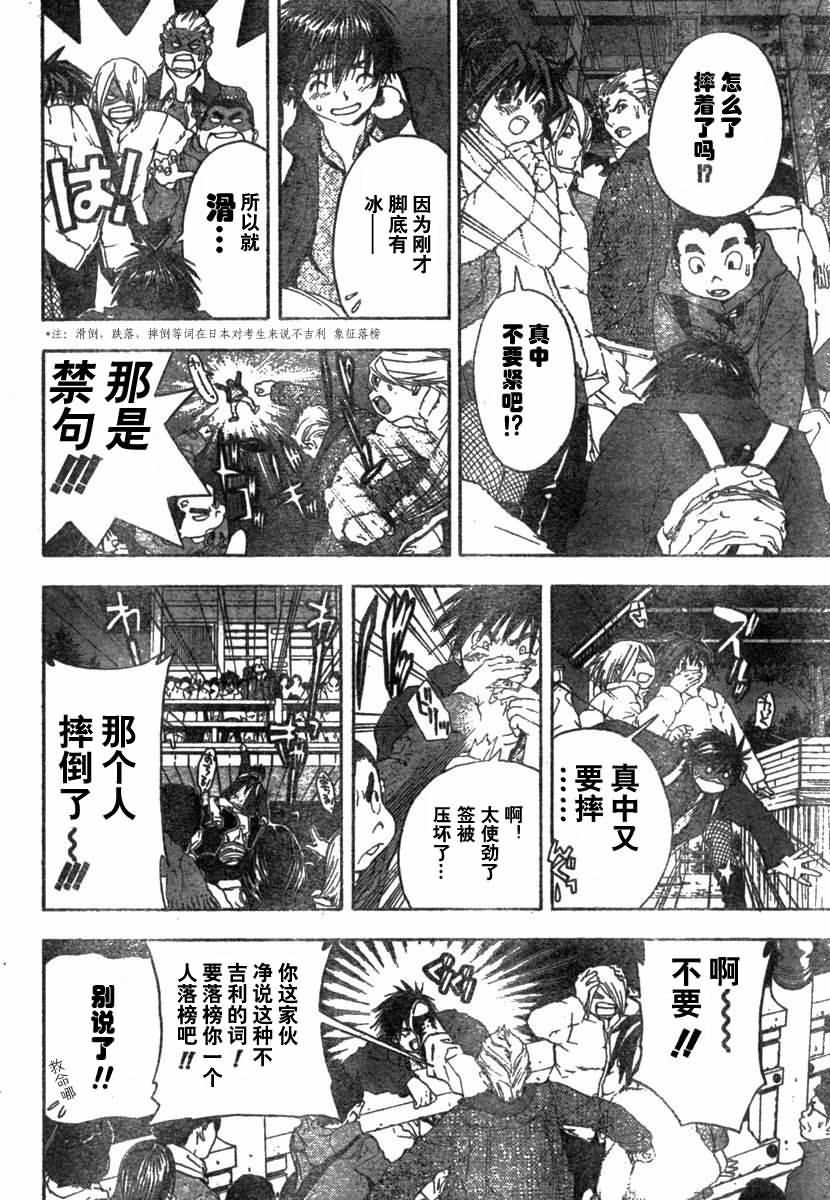 怎么了
摔着了吗!?
真中
不要紧吧!?
因为刚才
脚底有
冰——
所以就
滑…
は!
*注：滑倒、跌落、摔倒等词在日本对考生来说不吉利 象征落榜
那是
禁句
!!!
真中又
要摔
……
啊!
太使劲了
签被
压坏了…
わ
わ
那个人
摔倒了
～!!!
啊～～
不要!!
ぐぐぐ
你这家伙
净说这种不
吉利的词!
要落榜你一个
人落榜吧!!
别说了!!
救命哪